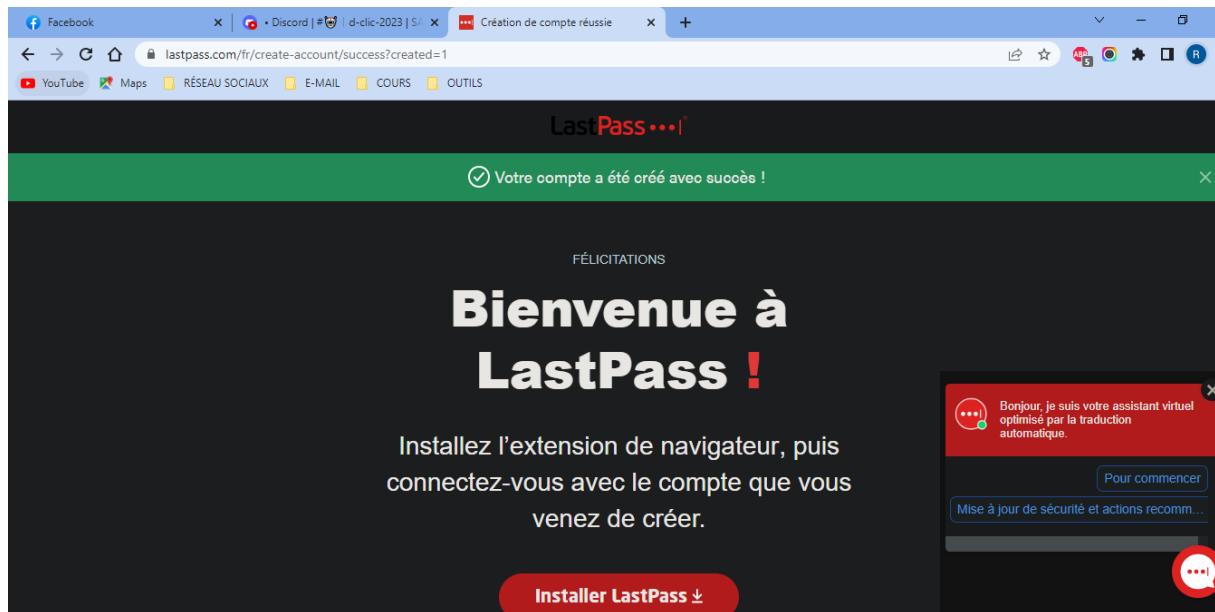 Facebook
• Discord | # | d-clic-2023 | SA
Création de compte réussie
lastpass.com/fr/create-account/success?created=1
ABP
5
R
YouTube
Maps
RÉSEAU SOCIAUX
E-MAIL
COURS
OUTILS
LastPass
Votre compte a été créé avec succès !
FÉLICITATIONS
Bienvenue à
LastPass !
Installez l’extension de navigateur, puis
connectez-vous avec le compte que vous
venez de créer.
Installer LastPass
Bonjour, je suis votre assistant virtuel
optimisé par la traduction
automatique.
Pour commencer
Mise à jour de sécurité et actions recomm...